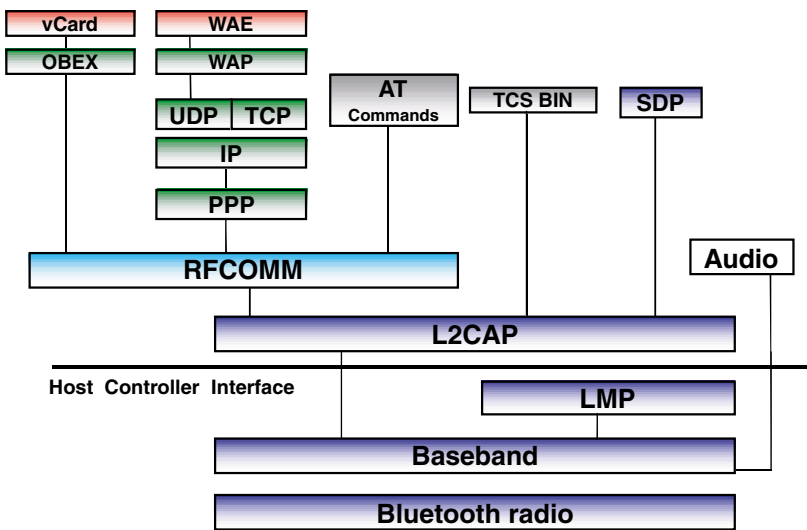 vCard
WAE
OBEX
WAP
AT
Commands
TCS BIN
SDP
UDP
TCP
IP
PPP
RFCOMM
Audio
L2CAP
Host Controller Interface
LMP
Baseband
Bluetooth radio